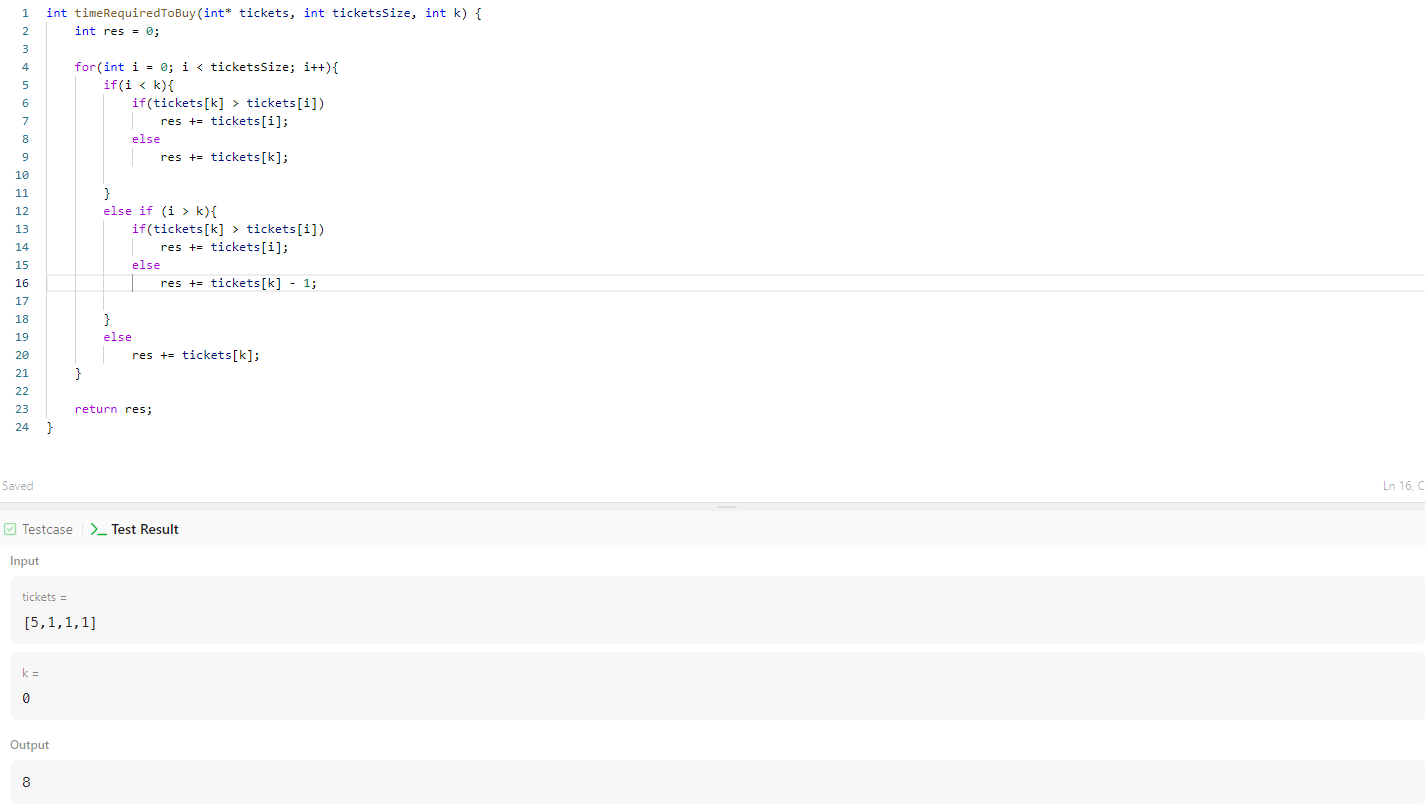 1 int timeRequiredToBuy(int* tickets, int ticketsSize, int k) {
2     int res = 0;
3
4     for(int i = 0; i < ticketsSize; i++){
5         if(i < k){
6             if(tickets[k] > tickets[i])
7                 res += tickets[i];
8             else
9                 res += tickets[k];
10
11         }
12         else if (i > k){
13             if(tickets[k] > tickets[i])
14                 res += tickets[i];
15             else
16                 res += tickets[k] - 1;
17
18         }
19         else
20             res += tickets[k];
21     }
22
23     return res;
24 }
Saved Ln 16, C
Testcase Test Result
Input
tickets =
[5,1,1,1]
k =
0
Output
8